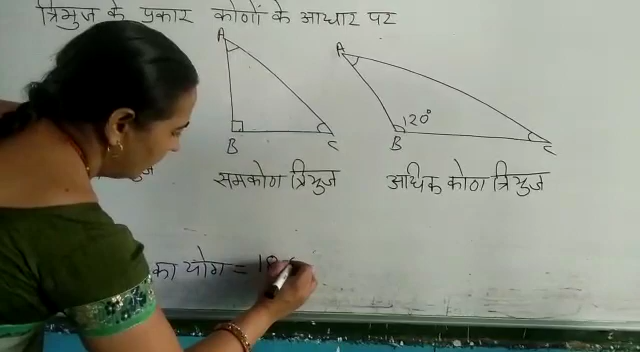 त्रिभुज के प्रकार कोणों के आधार पर
A
A
120°
B
C
B
C
समकोण त्रिभुज
अधिक कोण त्रिभुज
का योग = 18